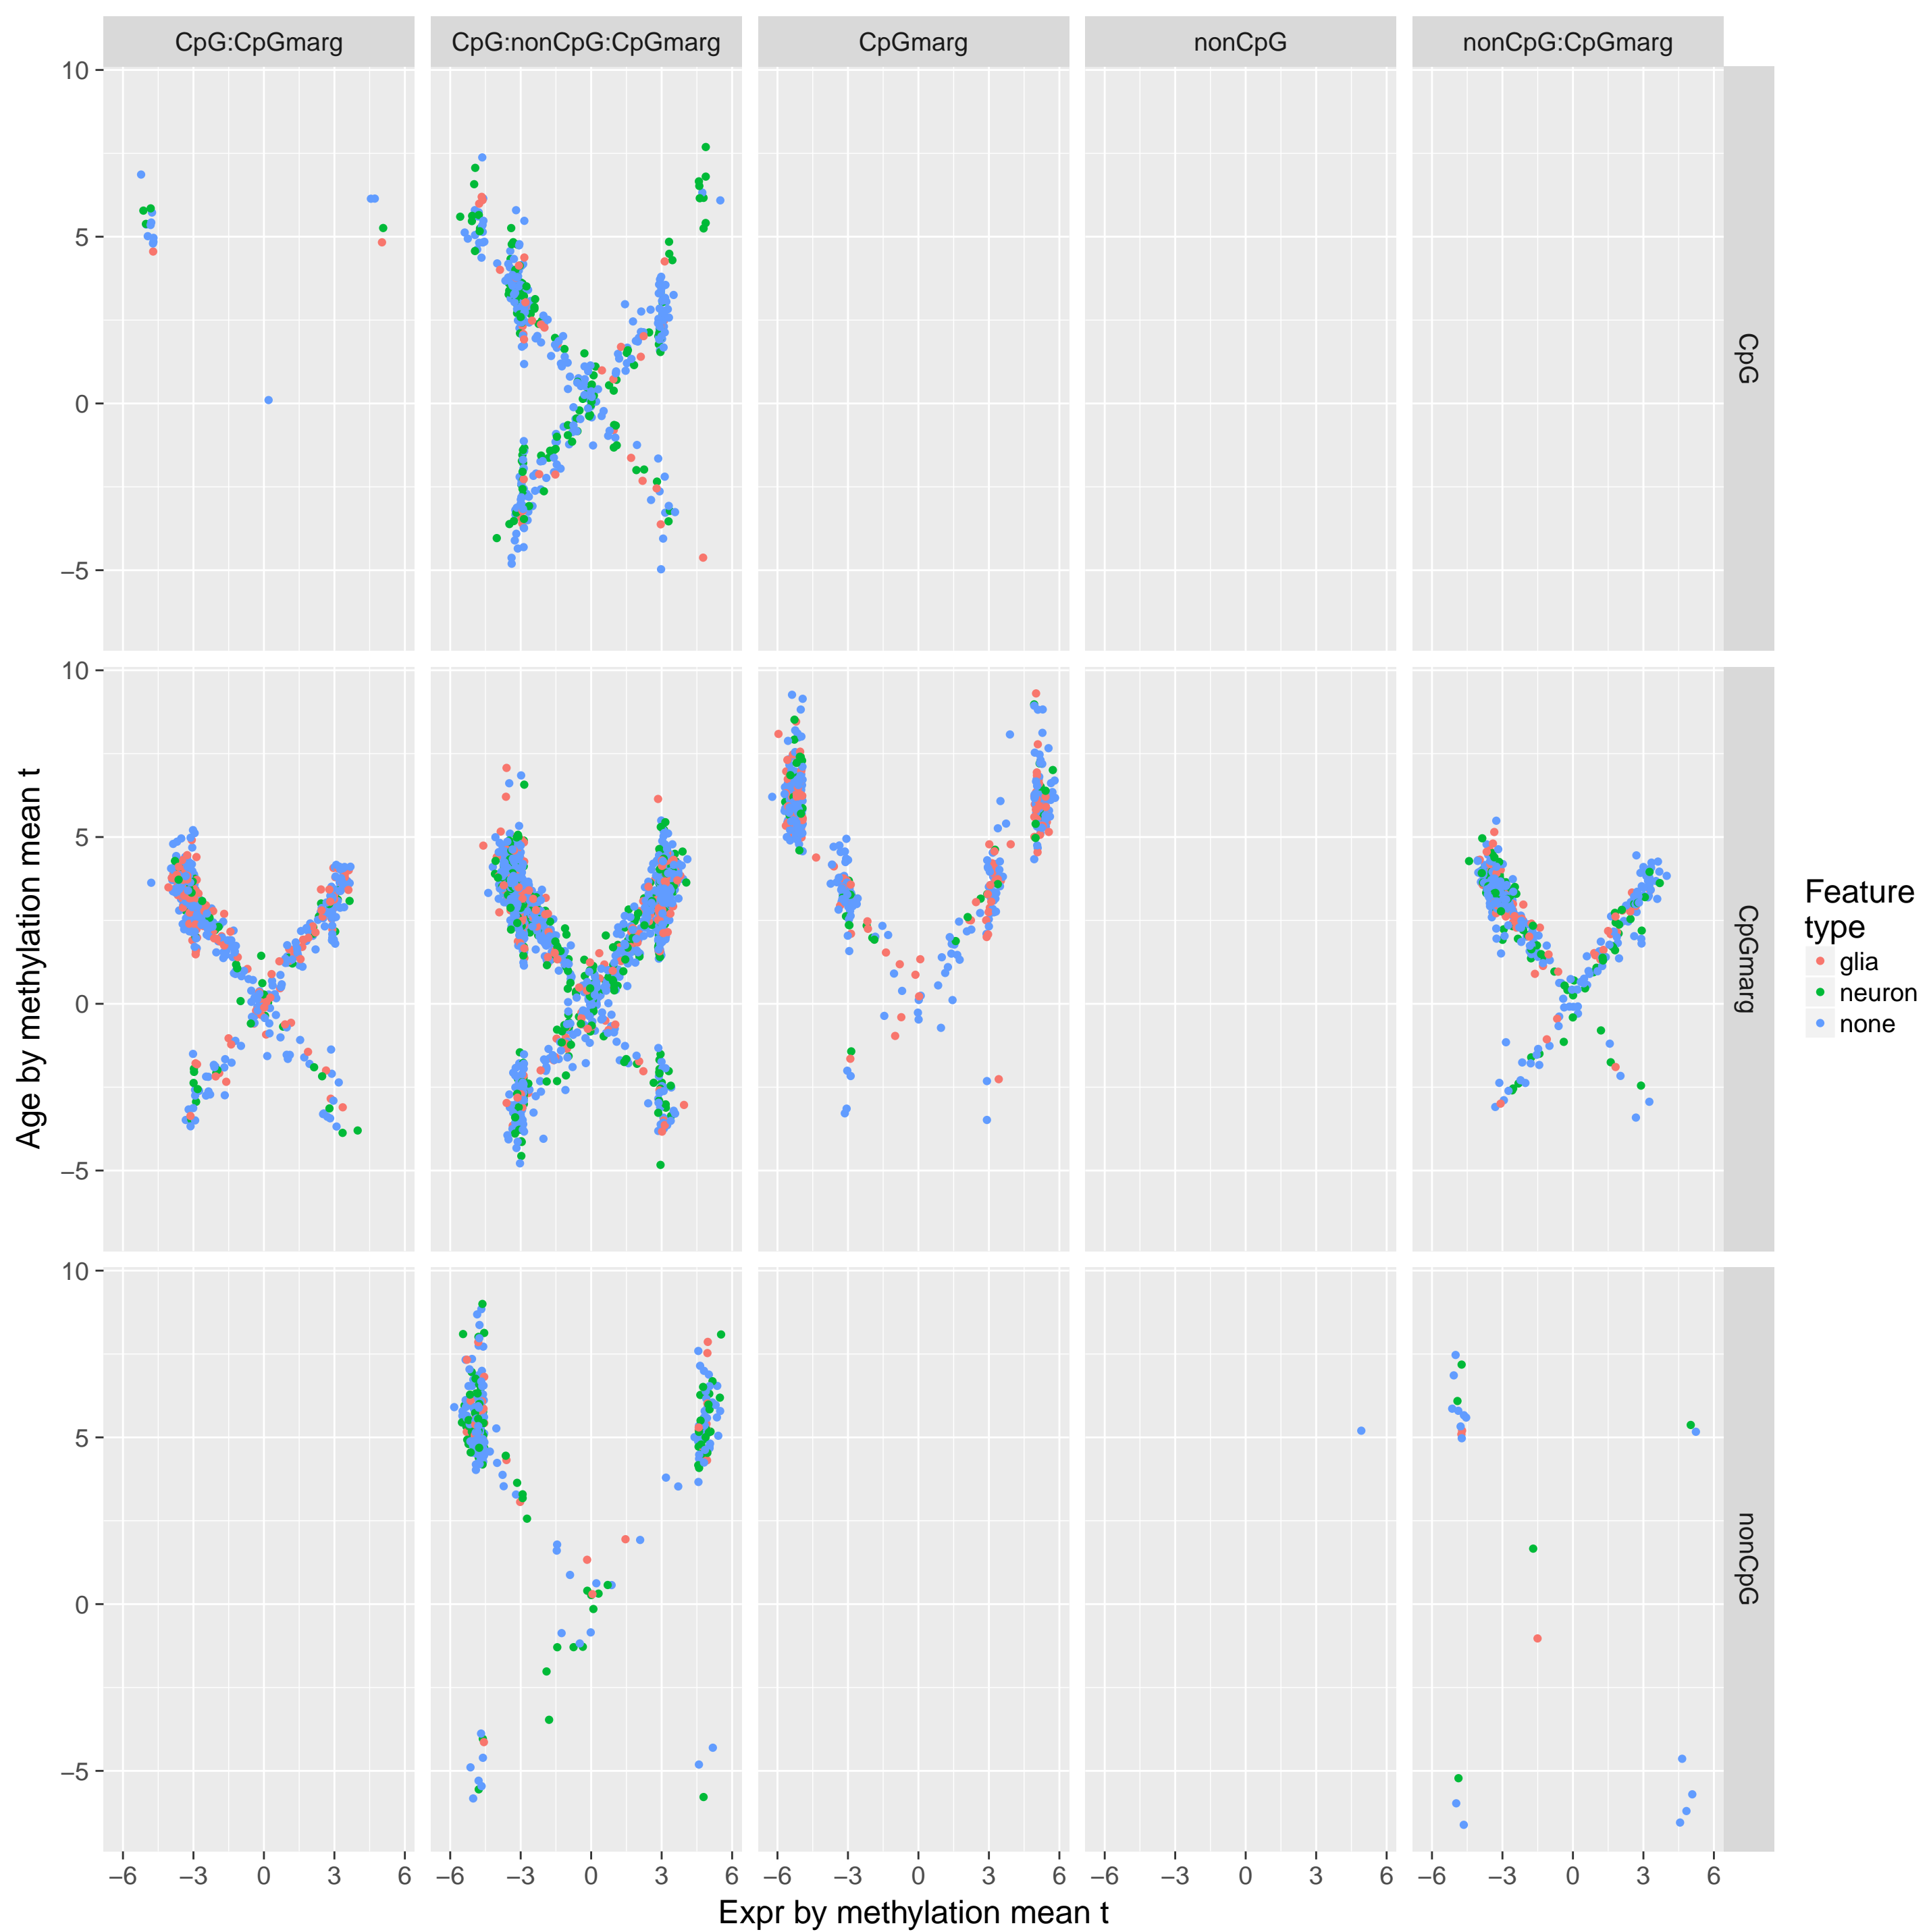 CpG:CpGmarg CpG:nonCpG:CpGmarg CpGmarg nonCpG nonCpG:CpGmarg
10
5
0
−5
CpG
10
5
0
−5
CpGmarg
10
5
0
−5
nonCpG
Age by methylation mean t
−6 −3 0 3 6 −6 −3 0 3 6 −6 −3 0 3 6 −6 −3 0 3 6 −6 −3 0 3 6
Expr by methylation mean t
Feature
type
glia
neuron
none